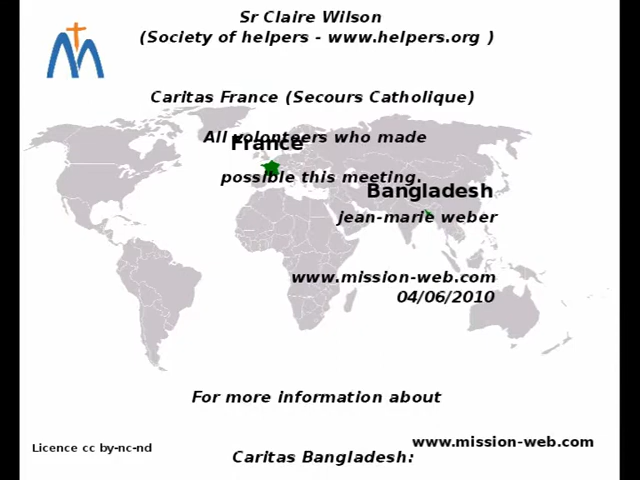 Sr Claire Wilson
(Society of helpers - www.helpers.org )
Caritas France (Secours Catholique)
All volonteers who made
France
possible this meeting.
Bangladesh
jean-marie weber
www.mission-web.com
04/06/2010
For more information about
www.mission-web.com
Licence cc by-nc-nd
Caritas Bangladesh: